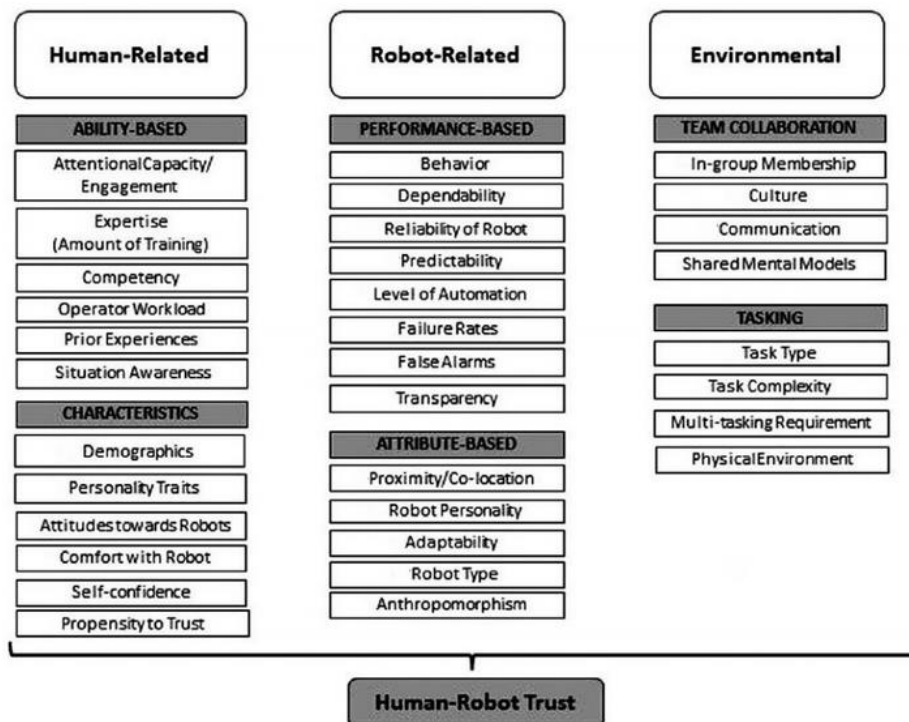 Human-Related
ABILITY-BASED
Attentional Capacity/
Engagement
Expertise
(Amount of Training)
Competency
Operator Workload
Prior Experiences
Situation Awareness
CHARACTERISTICS
Demographics
Personality Traits
Attitudes towards Robots
Comfort with Robot
Self-confidence
Propensity to Trust
Robot-Related
PERFORMANCE-BASED
Behavior
Dependability
Reliability of Robot
Predictability
Level of Automation
Failure Rates
False Alarms
Transparency
ATTRIBUTE-BASED
Proximity/Co-location
Robot Personality
Adaptability
Robot Type
Anthropomorphism
Environmental
TEAM COLLABORATION
In-group Membership
Culture
Communication
Shared Mental Models
TASKING
Task Type
Task Complexity
Multi-tasking Requirement
Physical Environment
Human-Robot Trust